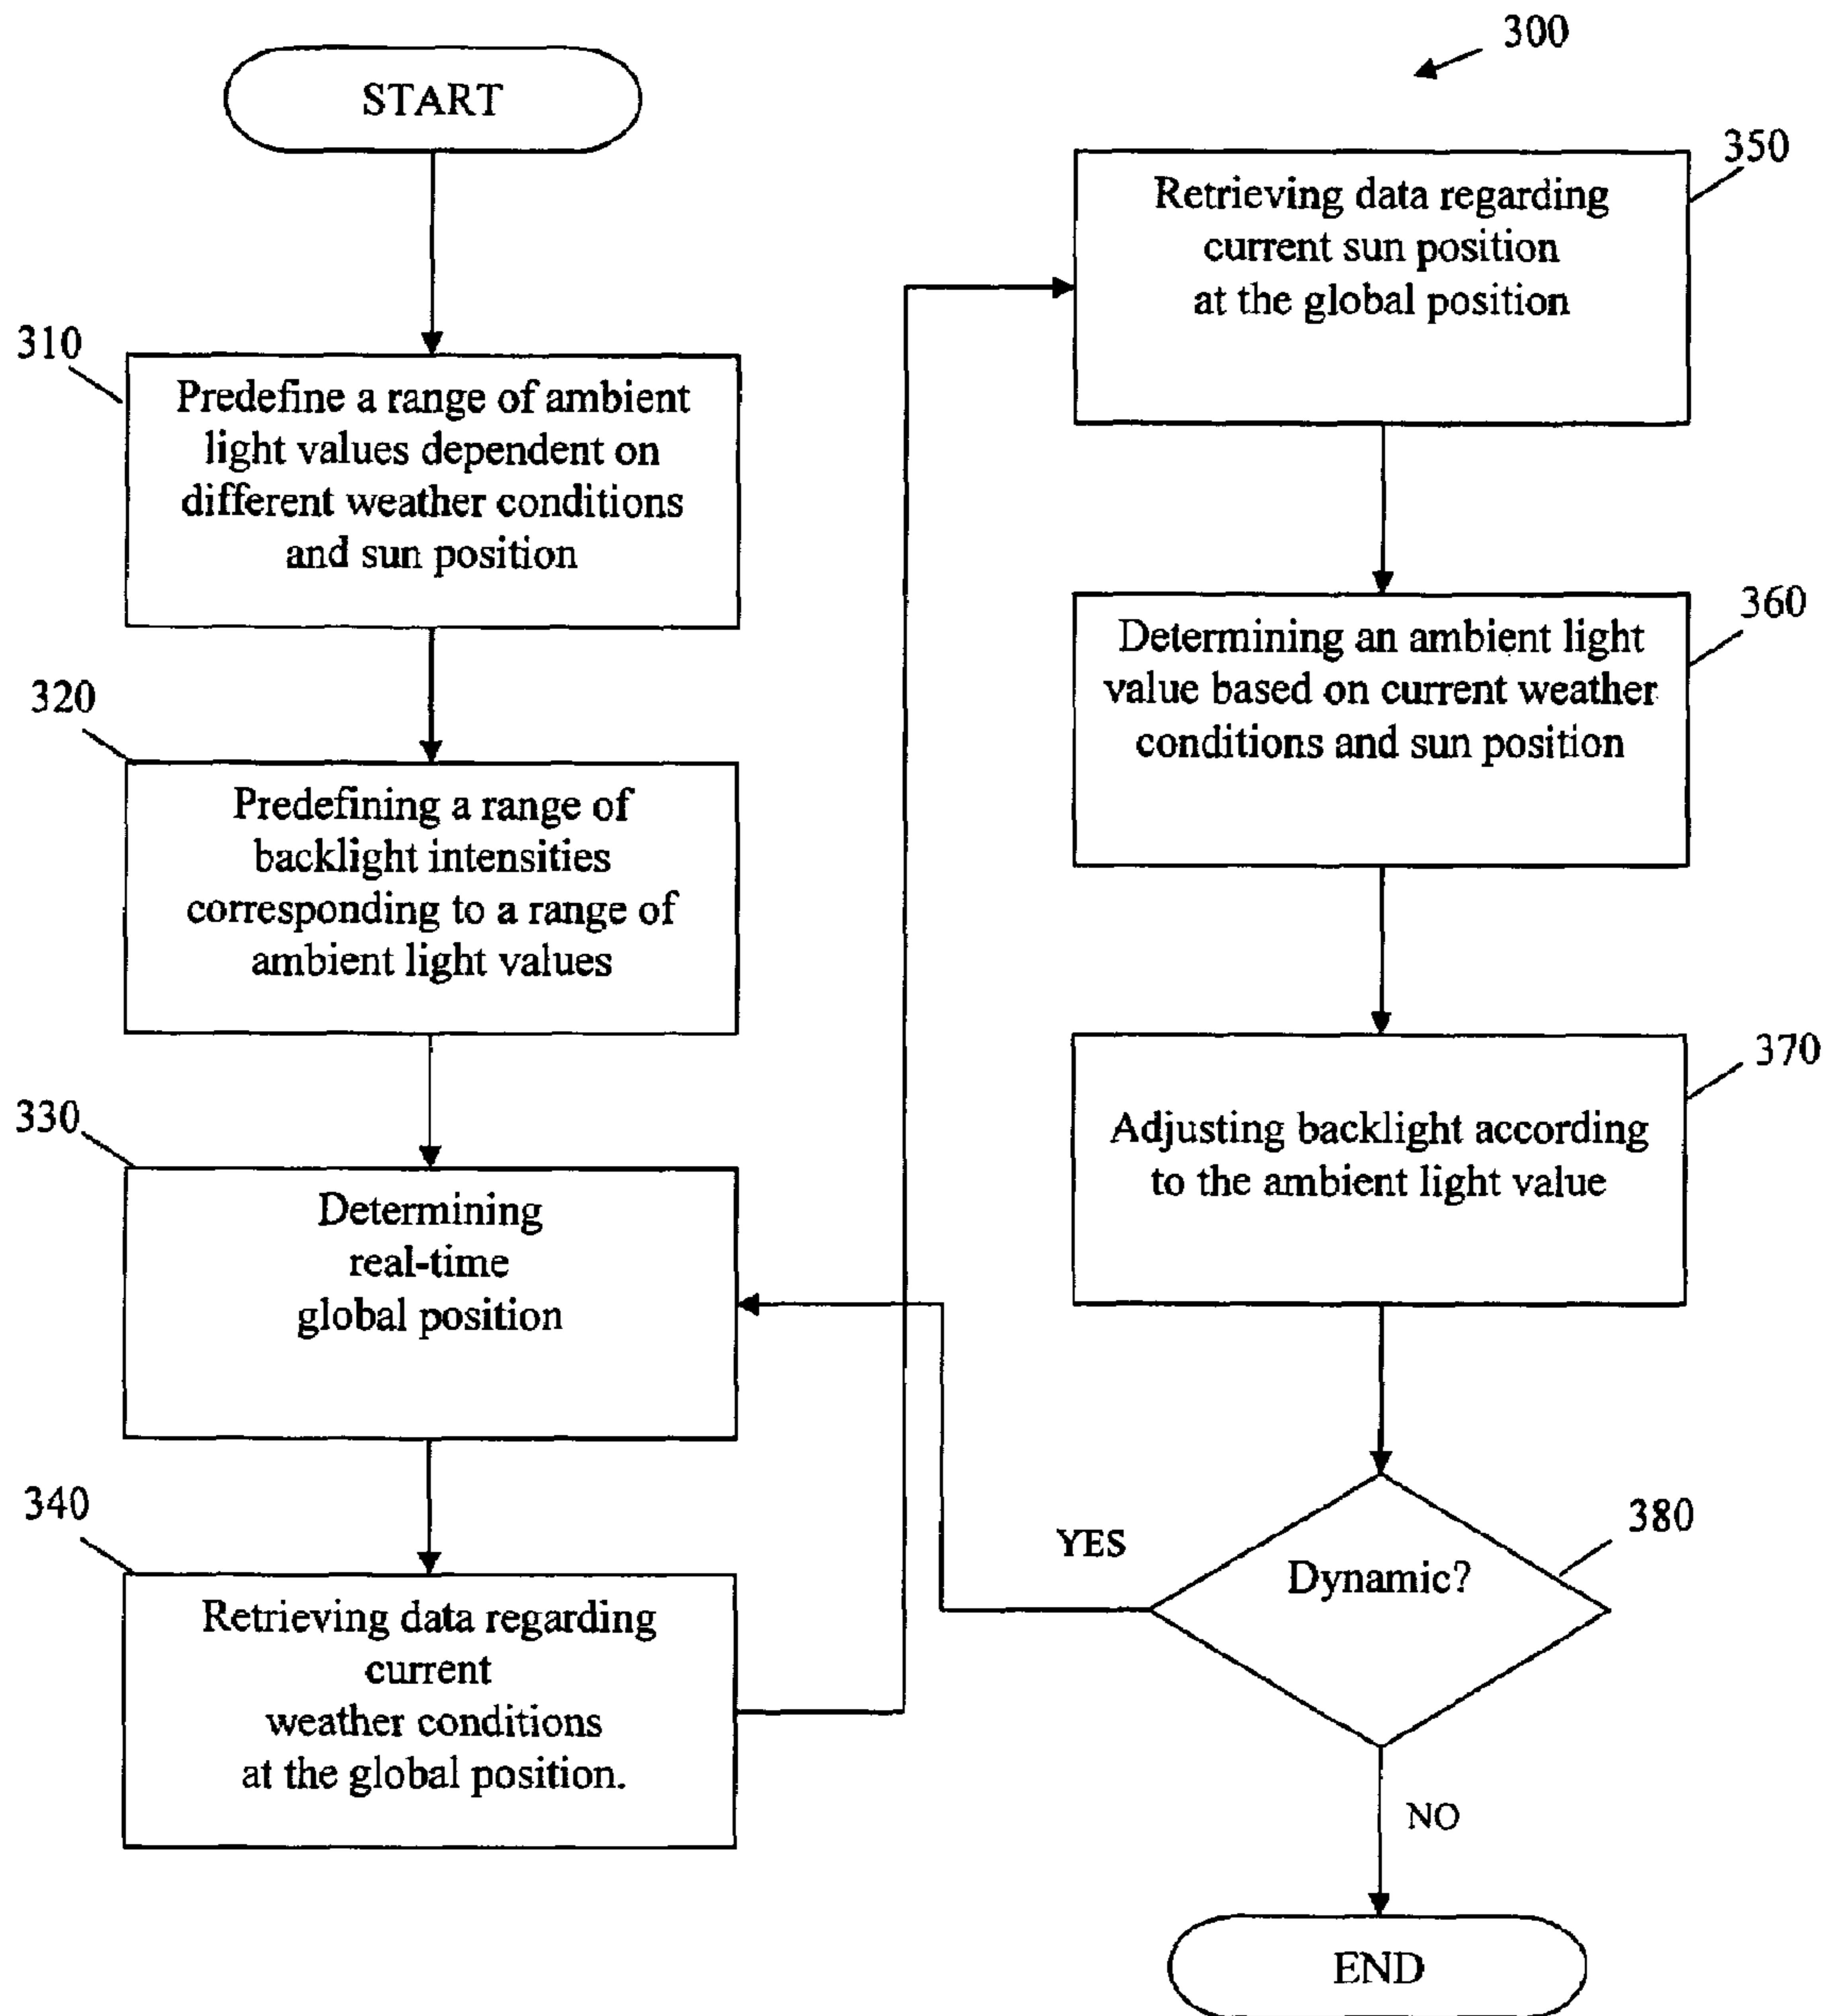 300
START
310
Predefine a range of ambient
light values dependent on
different weather conditions
and sun position
320
Predefining a range of
backlight intensities
corresponding to a range of
ambient light values
330
Determining
real-time
global position
340
Retrieving data regarding
current
weather conditions
at the global position.
350
Retrieving data regarding
current sun position
at the global position
360
Determining an ambient light
value based on current weather
conditions and sun position
370
Adjusting backlight according
to the ambient light value
380
Dynamic?
YES
NO
END